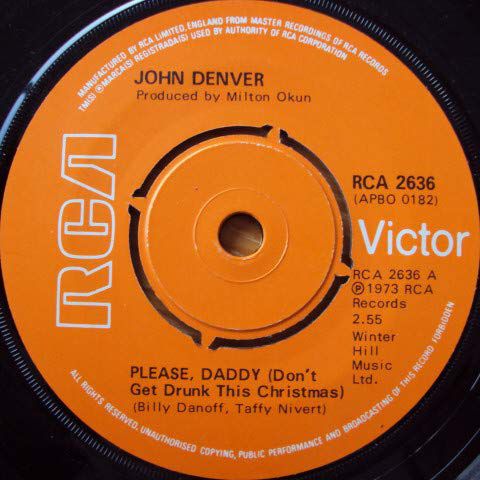 MANUFACTURED BY RCA LIMITED, ENGLAND FROM MASTER RECORDINGS OF RCA RECORDS
TM(S) ® MARCA(S) REGISTRADA(S) USED BY AUTHORITY OF RCA CORPORATION
JOHN DENVER
Produced by Milton Okun
RCA
RCA 2636
(APBO 0182)
Victor
RCA 2636 A
℗1973 RCA
Records
2.55
Winter
Hill
Music
Ltd.
PLEASE, DADDY (Don't
Get Drunk This Christmas)
(Billy Danoff, Taffy Nivert)
ALL RIGHTS RESERVED. UNAUTHORISED COPYING, PUBLIC PERFORMANCE AND BROADCASTING OF THIS RECORD FORBIDDEN